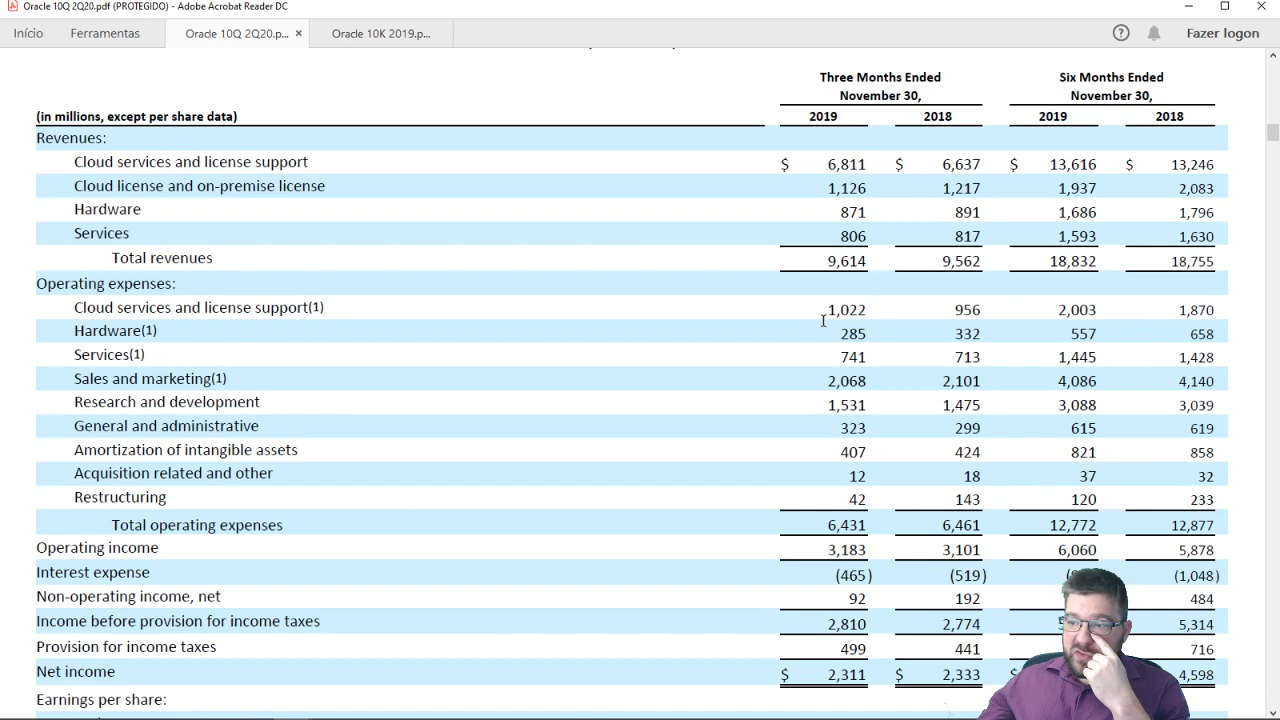 Oracle 10Q 2Q20.pdf (PROTEGIDO) - Adobe Acrobat Reader DC
Início Ferramentas Oracle 10Q 2Q20.p... × Oracle 10K 2019.p... Fazer logon
Three Months Ended Six Months Ended
November 30, November 30,
(in millions, except per share data) 2019 2018 2019 2018
Revenues:
Cloud services and license support $ 6,811 $ 6,637 $ 13,616 $ 13,246
Cloud license and on-premise license 1,126 1,217 1,937 2,083
Hardware 871 891 1,686 1,796
Services 806 817 1,593 1,630
Total revenues 9,614 9,562 18,832 18,755
Operating expenses:
Cloud services and license support(1) 1,022 956 2,003 1,870
Hardware(1) 285 332 557 658
Services(1) 741 713 1,445 1,428
Sales and marketing(1) 2,068 2,101 4,086 4,140
Research and development 1,531 1,475 3,088 3,039
General and administrative 323 299 615 619
Amortization of intangible assets 407 424 821 858
Acquisition related and other 12 18 37 32
Restructuring 42 143 120 233
Total operating expenses 6,431 6,461 12,772 12,877
Operating income 3,183 3,101 6,060 5,878
Interest expense (465) (519) (1,048)
Non-operating income, net 92 192 484
Income before provision for income taxes 2,810 2,774 5,314
Provision for income taxes 499 441 716
Net income $ 2,311 $ 2,333 $ 4,598
Earnings per share: